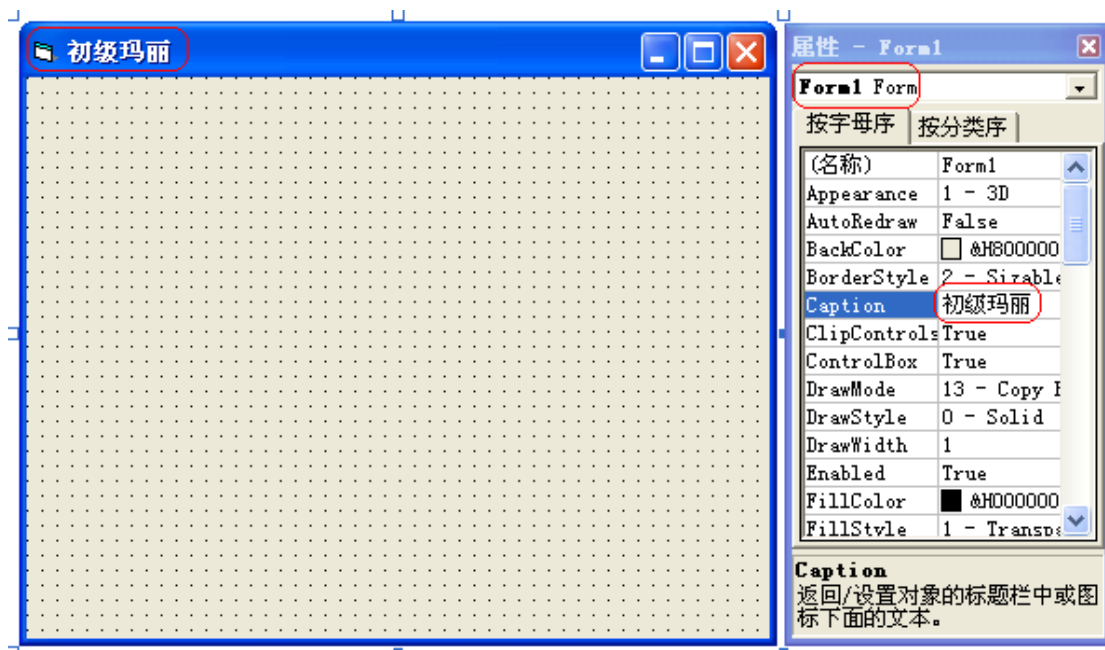 初级玛丽
属性 - Form1
Form1 Form
按字母序 按分类序
(名称) Form1
Appearance 1 - 3D
AutoRedraw False
BackColor &H800000
BorderStyle 2 - Sizable
Caption 初级玛丽
ClipControls True
ControlBox True
DrawMode 13 - Copy
DrawStyle 0 - Solid
DrawWidth 1
Enabled True
FillColor &H000000
FillStyle 1 - Transpa
Caption
返回/设置对象的标题栏中或图
标下面的文本。